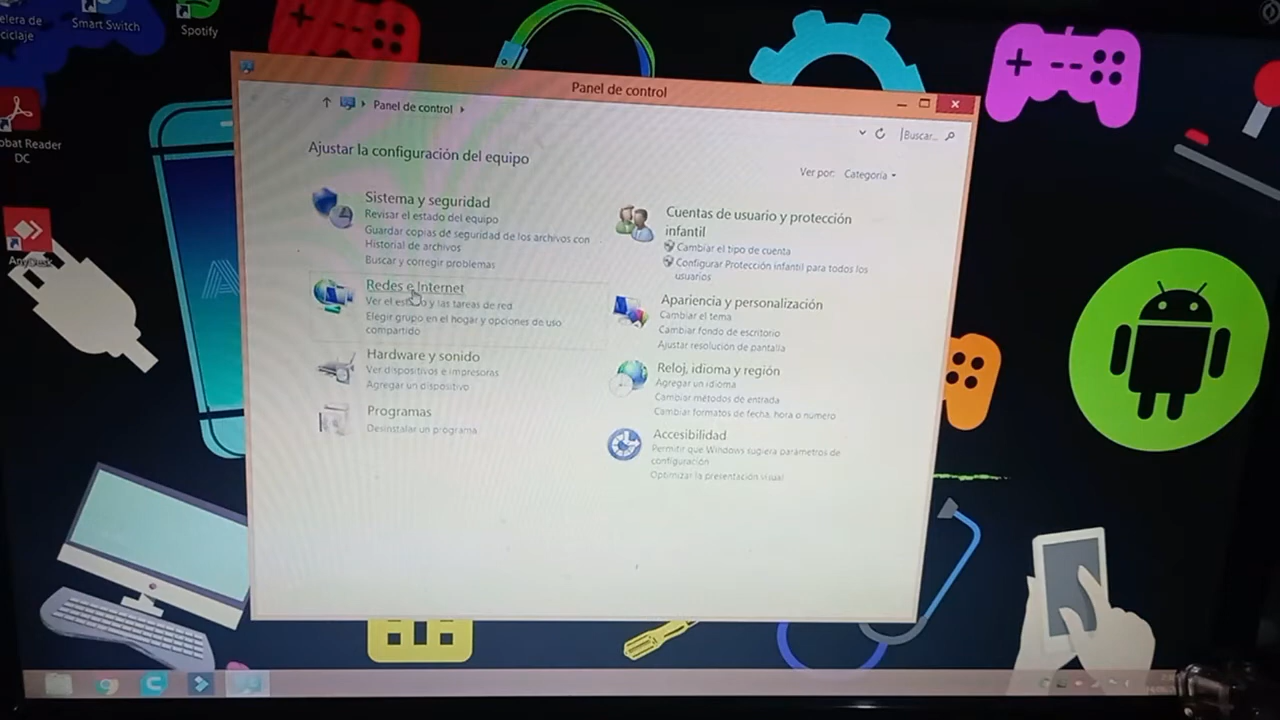 Smart Switch
Spotify
DC
Panel de control
Panel de control
Buscar...
Ajustar la configuración del equipo
Ver por: Categoría
Sistema y seguridad
Revisar el estado del equipo
Guardar copias de seguridad de los archivos con
Historial de archivos
Buscar y corregir problemas
Redes e Internet
Ver el y las tareas de red
Elegir grupo en el hogar y opciones de uso
compartido
Hardware y sonido
Ver dispositivos e impresoras
Agregar un dispositivo
Programas
Desinstalar un programa
Cuentas de usuario y protección
infantil
Cambiar el tipo de cuenta
Configurar Protección infantil para todos los
usuarios
Apariencia y personalización
Cambiar el tema
Cambiar fondo de escritorio
Ajustar resolución de pantalla
Reloj, idioma y región
Agregar un idioma
Cambiar métodos de entrada
Cambiar formatos de fecha, hora o número
Accesibilidad
Permitir que Windows sugiera parámetros de
configuración
Optimizar la presentación visual
elera de
ciclaje
obat Reader
AnyDesk